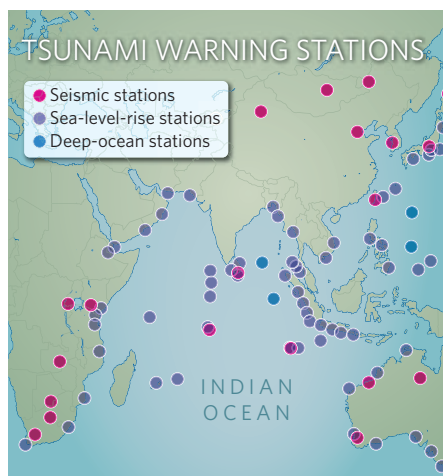 TSUNAMI WARNING STATIONS
Seismic stations
Sea-level-rise stations
Deep-ocean stations
INDIAN
OCEAN